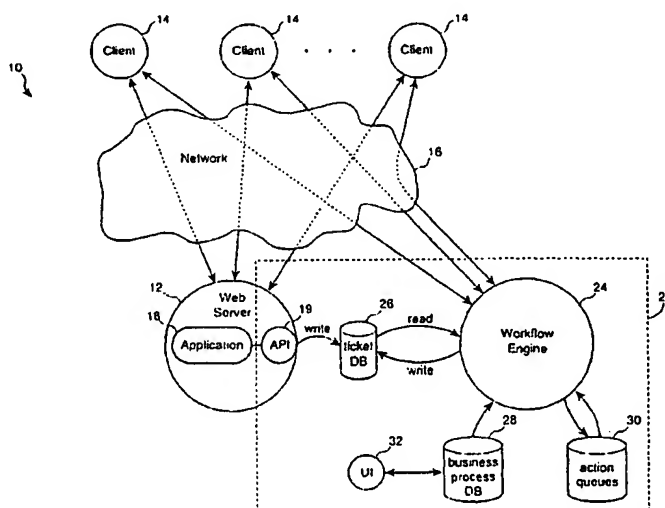 14
14
14
Client
Client
Client
10
Network
16
12
Web
Server
18
19
Application
API
write
26
ticket
DB
read
write
24
Workflow
Engine
2
28
business
process
DB
30
action
queues
32
UI